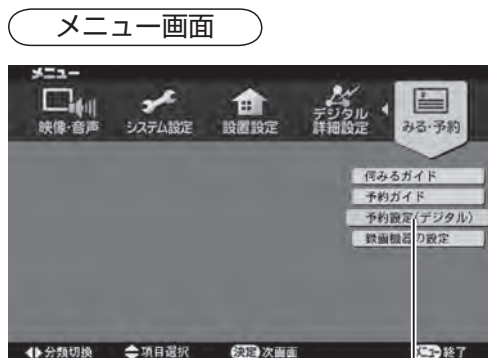 メニュー画面
メニュー
映像・音声
システム設定
設置設定
デジタル
詳細設定
みる・予約
何みるガイド
予約ガイド
予約設定(デジタル)
録画機器の設定
分類切換 項目選択 決定 次画面 メニュー 終了